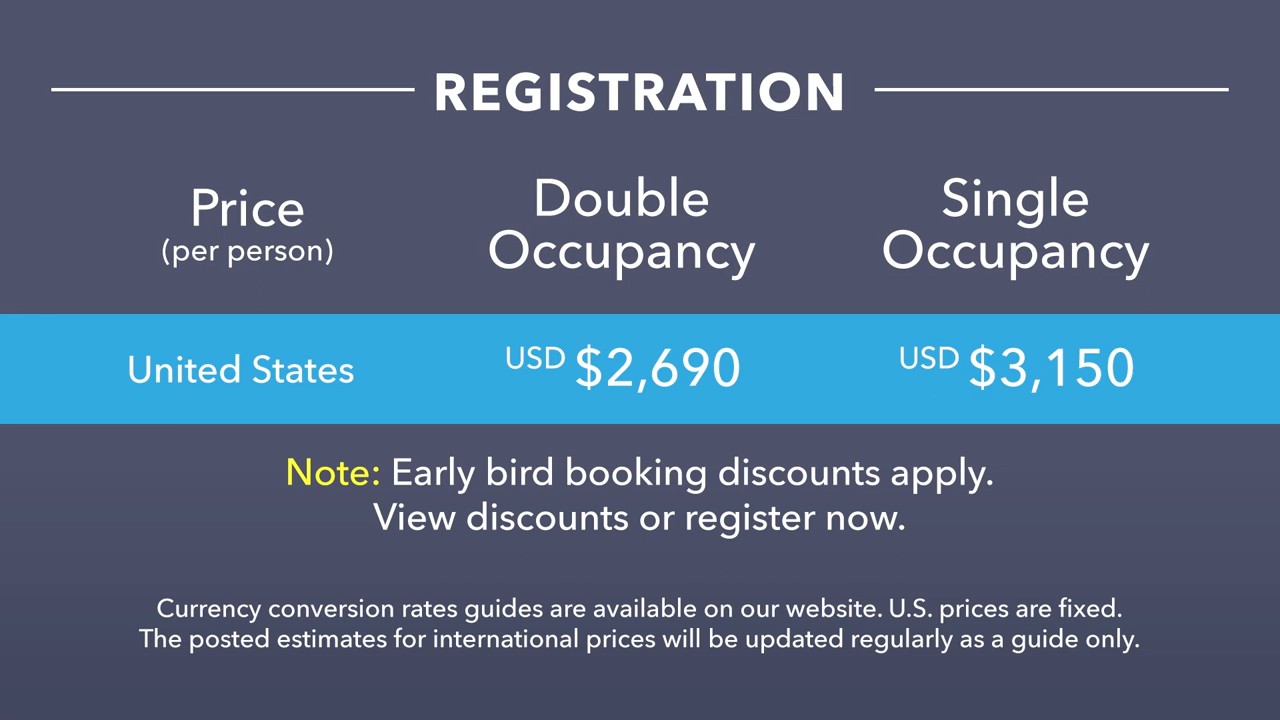 REGISTRATION
Price
(per person)
Double
Occupancy
Single
Occupancy
United States
USD $2,690
USD $3,150
Note: Early bird booking discounts apply.
View discounts or register now.
Currency conversion rates guides are available on our website. U.S. prices are fixed.
The posted estimates for international prices will be updated regularly as a guide only.